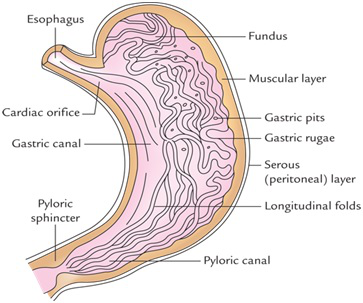 Esophagus
Fundus
Muscular layer
Cardiac orifice
Gastric pits
Gastric canal
Gastric rugae
Serous
(peritoneal) layer
Longitudinal folds
Pyloric
sphincter
Pyloric canal